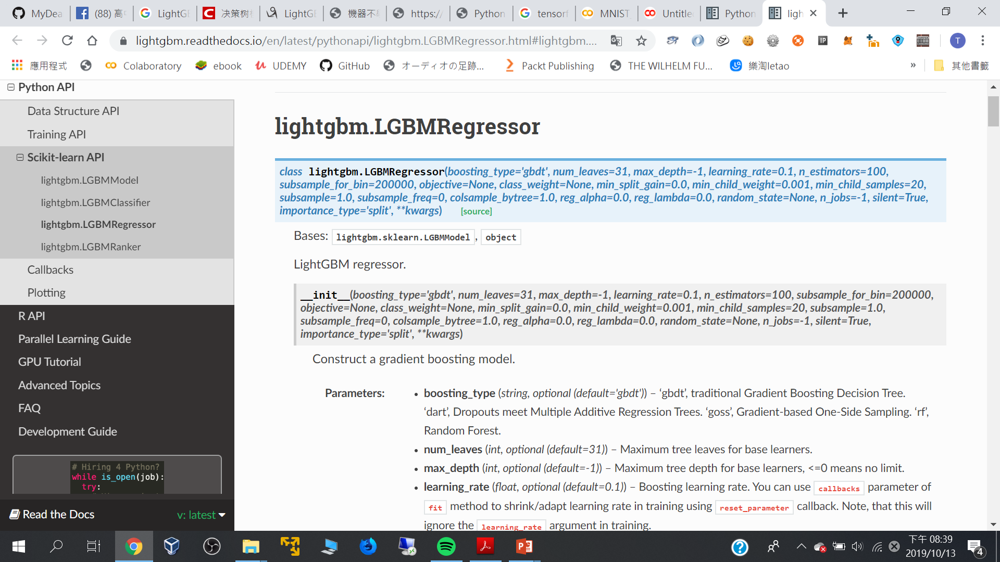 MyDea
(88) 高中
LightGE
决策树
LightGE
機器不
https:/
Python
tensorf
MNIST_
Untitle
Python
ligh
lightgbm.readthedocs.io/en/latest/pythonapi/lightgbm.LGBMRegressor.html#lightgbm....
IP
T
應用程式
Colaboratory
ebook
UDEMY
GitHub
オーディオの足跡...
Packt Publishing
THE WILHELM FU...
樂淘letao
»
其他書籤
Python API
Data Structure API
Training API
Scikit-learn API
lightgbm.LGBMModel
lightgbm.LGBMClassifier
lightgbm.LGBMRegressor
lightgbm.LGBMRanker
Callbacks
Plotting
R API
Parallel Learning Guide
GPU Tutorial
Advanced Topics
FAQ
Development Guide
# Hiring 4 Python?
while is_open(job):
try:
Read the Docs
v: latest
lightgbm.LGBMRegressor
class lightgbm.LGBMRegressor(boosting_type='gbdt', num_leaves=31, max_depth=-1, learning_rate=0.1, n_estimators=100,
subsample_for_bin=200000, objective=None, class_weight=None, min_split_gain=0.0, min_child_weight=0.001, min_child_samples=20,
subsample=1.0, subsample_freq=0, colsample_bytree=1.0, reg_alpha=0.0, reg_lambda=0.0, random_state=None, n_jobs=-1, silent=True,
importance_type='split', **kwargs) [source]
Bases: lightgbm.sklearn.LGBMModel, object
LightGBM regressor.
__init__(boosting_type='gbdt', num_leaves=31, max_depth=-1, learning_rate=0.1, n_estimators=100, subsample_for_bin=200000,
objective=None, class_weight=None, min_split_gain=0.0, min_child_weight=0.001, min_child_samples=20, subsample=1.0,
subsample_freq=0, colsample_bytree=1.0, reg_alpha=0.0, reg_lambda=0.0, random_state=None, n_jobs=-1, silent=True,
importance_type='split', **kwargs)
Construct a gradient boosting model.
Parameters:
• boosting_type (string, optional (default='gbdt')) – ‘gbdt’, traditional Gradient Boosting Decision Tree.
‘dart’, Dropouts meet Multiple Additive Regression Trees. ‘goss’, Gradient-based One-Side Sampling. ‘rf’,
Random Forest.
• num_leaves (int, optional (default=31)) – Maximum tree leaves for base learners.
• max_depth (int, optional (default=-1)) – Maximum tree depth for base learners, <=0 means no limit.
• learning_rate (float, optional (default=0.1)) – Boosting learning rate. You can use callbacks parameter of
fit method to shrink/adapt learning rate in training using reset_parameter callback. Note, that this will
ignore the learning_rate argument in training.
下午 08:39
2019/10/13
4